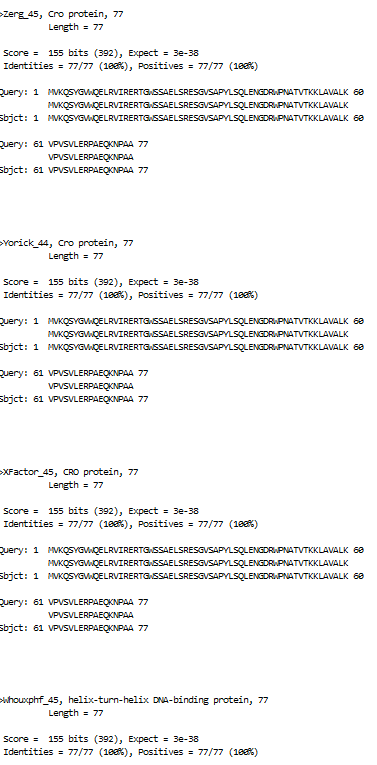 >Zerg_45, Cro protein, 77
Length = 77
Score = 155 bits (392), Expect = 3e-38
Identities = 77/77 (100%), Positives = 77/77 (100%)
Query: 1 MVKQSYGVWQELRVIRERTGWSSAELSRESGVSAPYLSQLENGDRWPNATVTKKLAVALK 60
MVKQSYGVWQELRVIRERTGWSSAELSRESGVSAPYLSQLENGDRWPNATVTKKLAVALK
Sbjct: 1 MVKQSYGVWQELRVIRERTGWSSAELSRESGVSAPYLSQLENGDRWPNATVTKKLAVALK 60
Query: 61 VPVSVLERPAEQKNPAA 77
VPVSVLERPAEQKNPAA
Sbjct: 61 VPVSVLERPAEQKNPAA 77
>Yorick_44, Cro protein, 77
Length = 77
Score = 155 bits (392), Expect = 3e-38
Identities = 77/77 (100%), Positives = 77/77 (100%)
Query: 1 MVKQSYGVWQELRVIRERTGWSSAELSRESGVSAPYLSQLENGDRWPNATVTKKLAVALK 60
MVKQSYGVWQELRVIRERTGWSSAELSRESGVSAPYLSQLENGDRWPNATVTKKLAVALK
Sbjct: 1 MVKQSYGVWQELRVIRERTGWSSAELSRESGVSAPYLSQLENGDRWPNATVTKKLAVALK 60
Query: 61 VPVSVLERPAEQKNPAA 77
VPVSVLERPAEQKNPAA
Sbjct: 61 VPVSVLERPAEQKNPAA 77
>XFactor_45, CRO protein, 77
Length = 77
Score = 155 bits (392), Expect = 3e-38
Identities = 77/77 (100%), Positives = 77/77 (100%)
Query: 1 MVKQSYGVWQELRVIRERTGWSSAELSRESGVSAPYLSQLENGDRWPNATVTKKLAVALK 60
MVKQSYGVWQELRVIRERTGWSSAELSRESGVSAPYLSQLENGDRWPNATVTKKLAVALK
Sbjct: 1 MVKQSYGVWQELRVIRERTGWSSAELSRESGVSAPYLSQLENGDRWPNATVTKKLAVALK 60
Query: 61 VPVSVLERPAEQKNPAA 77
VPVSVLERPAEQKNPAA
Sbjct: 61 VPVSVLERPAEQKNPAA 77
>Whouxphf_45, helix-turn-helix DNA-binding protein, 77
Length = 77
Score = 155 bits (392), Expect = 3e-38
Identities = 77/77 (100%), Positives = 77/77 (100%)